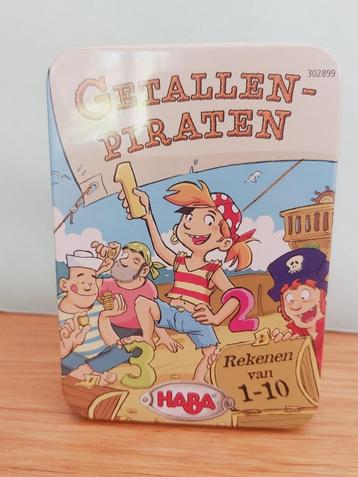 302899
GETALLEN-
PIRATEN
1
2
3
Rekenen
van
1-10
HABA